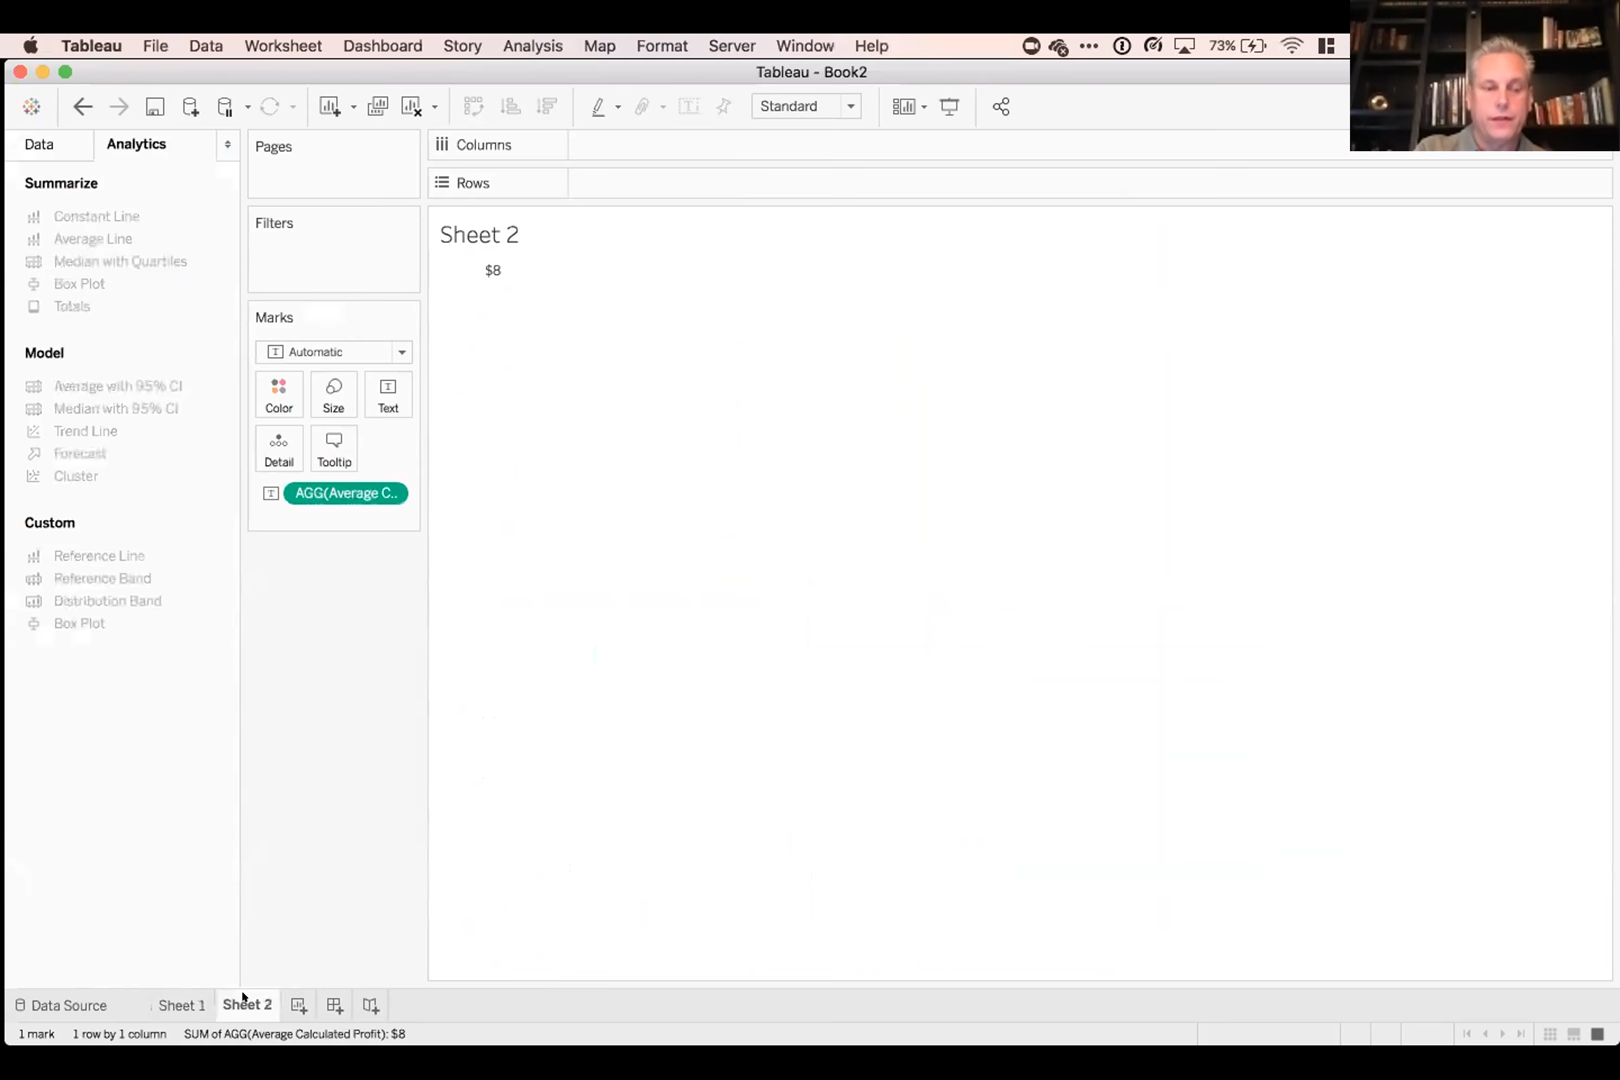 Tableau File Data Worksheet Dashboard Story Analysis Map Format Server Window Help 73%
Tableau - Book2
Standard
Data Analytics
Pages
Columns
Rows
Summarize
Constant Line
Average Line
Median with Quartiles
Box Plot
Totals
Model
Average with 95% CI
Median with 95% CI
Trend Line
Forecast
Cluster
Custom
Reference Line
Reference Band
Distribution Band
Box Plot
Filters
Marks
Automatic
Color Size Text
Detail Tooltip
AGG(Average C..
Sheet 2
$8
Data Source Sheet 1 Sheet 2
1 mark 1 row by 1 column SUM of AGG(Average Calculated Profit): $8